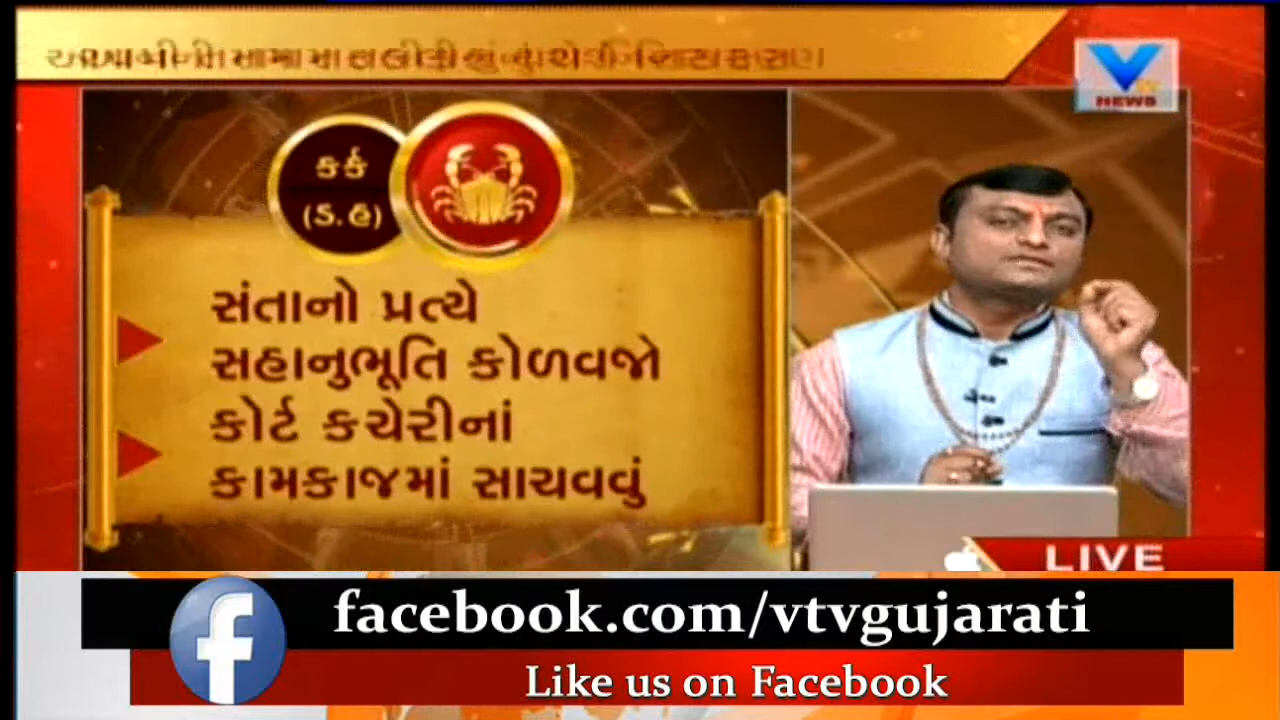 NEWS
કર્ક
(ડ.હ)
સંતાનો પ્રત્યે
સહાનુભૂતિ કોળવજો
કોર્ટ કચેરીનાં
કામકાજમાં સાચવવું
LIVE
facebook.com/vtvgujarati
Like us on Facebook